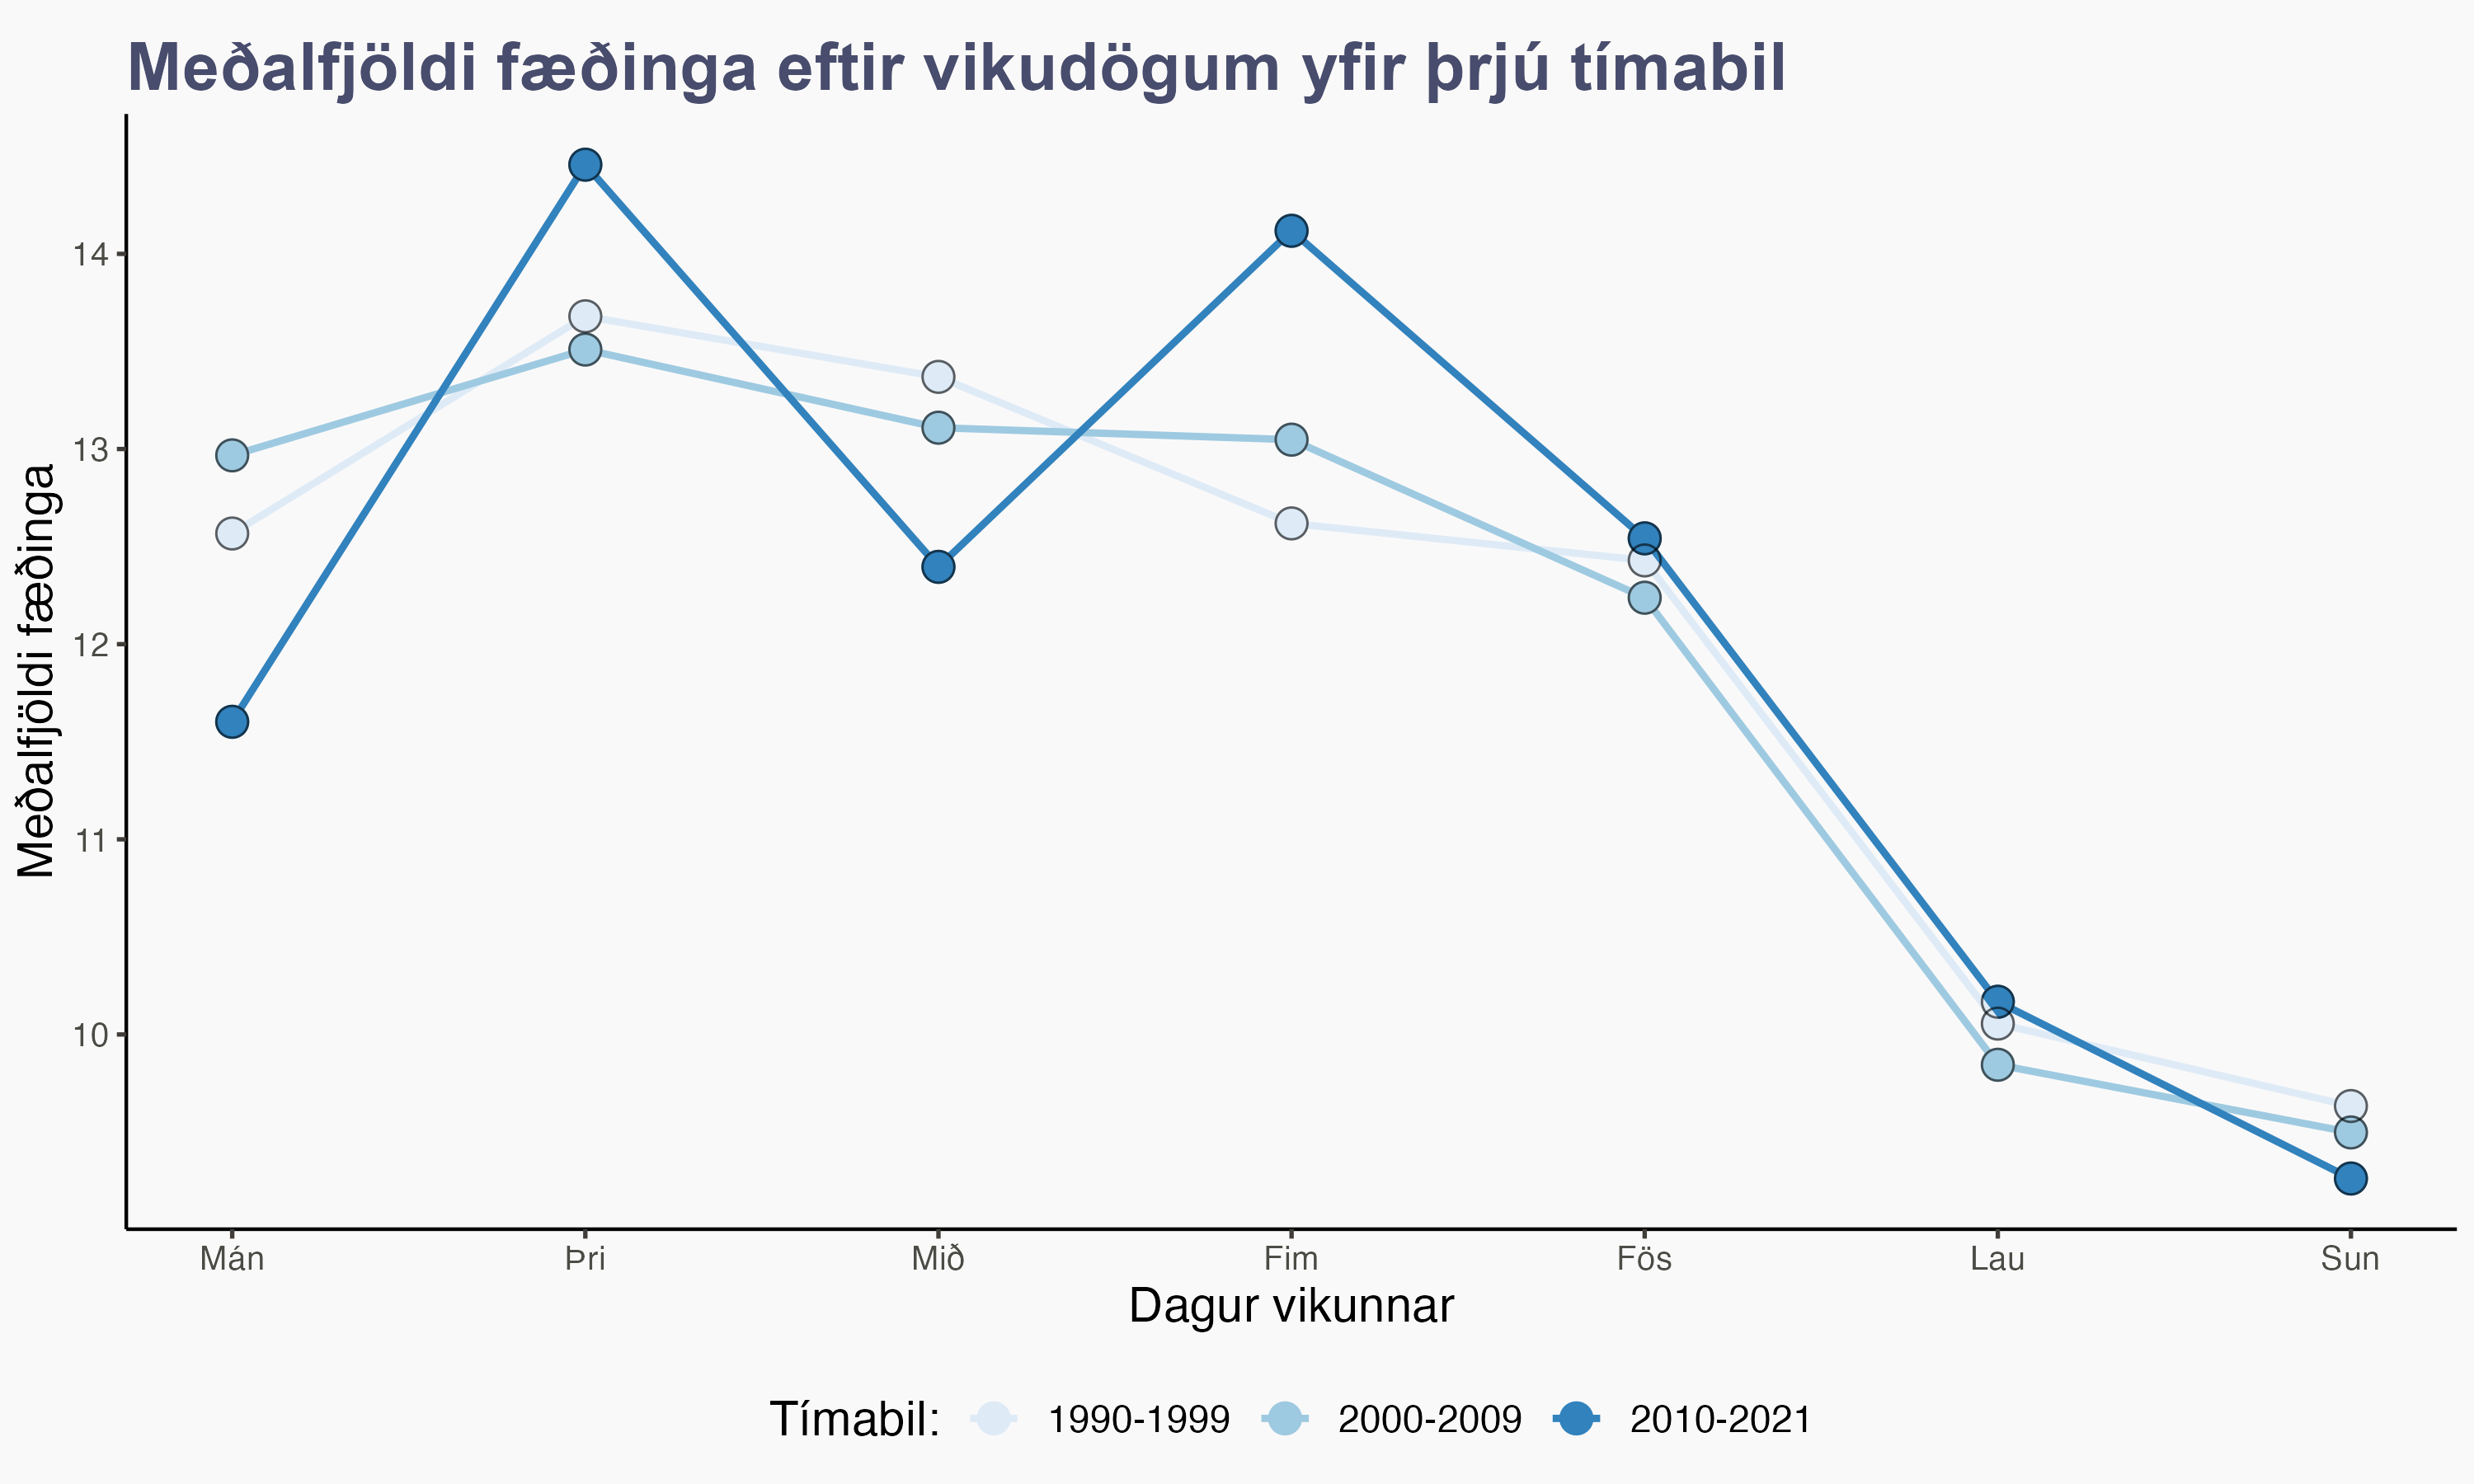 Meðalfjöldi fæðinga eftir vikudögum yfir þrjú tímabil
Meðalfjöldi fæðinga
14
13
12
11
10
Mán Þri Mið Fim Fös Lau Sun
Dagur vikunnar
Tímabil: 1990-1999 2000-2009 2010-2021